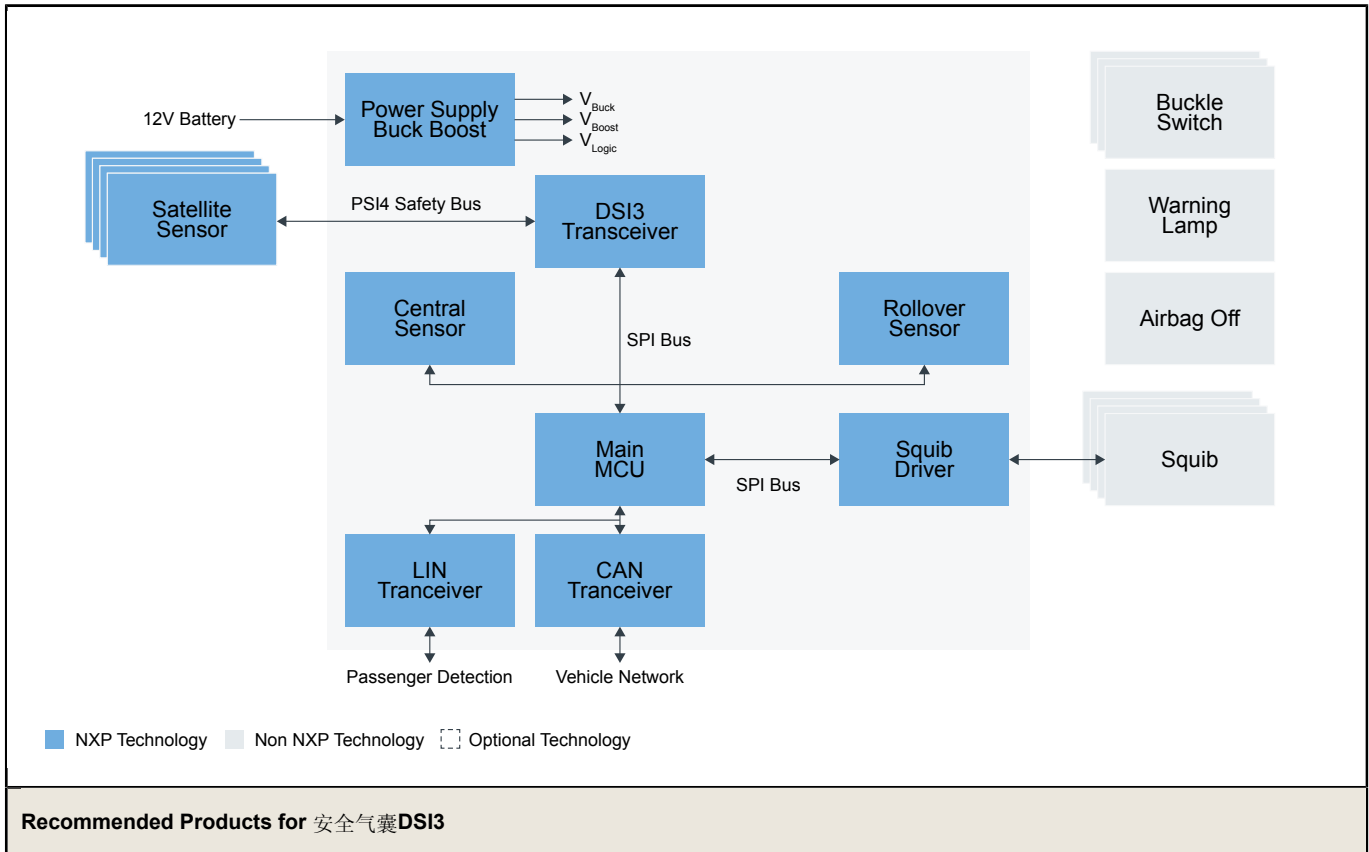 Power Supply
Buck Boost
VBuck
VBoost
VLogic
12V Battery
Buckle
Switch
Satellite
Sensor
PSI4 Safety Bus
DSI3
Transceiver
Warning
Lamp
Central
Sensor
SPI Bus
Rollover
Sensor
Airbag Off
Main
MCU
SPI Bus
Squib
Driver
Squib
LIN
Tranceiver
CAN
Tranceiver
Passenger Detection
Vehicle Network
NXP Technology
Non NXP Technology
Optional Technology
Recommended Products for 安全气囊DSI3